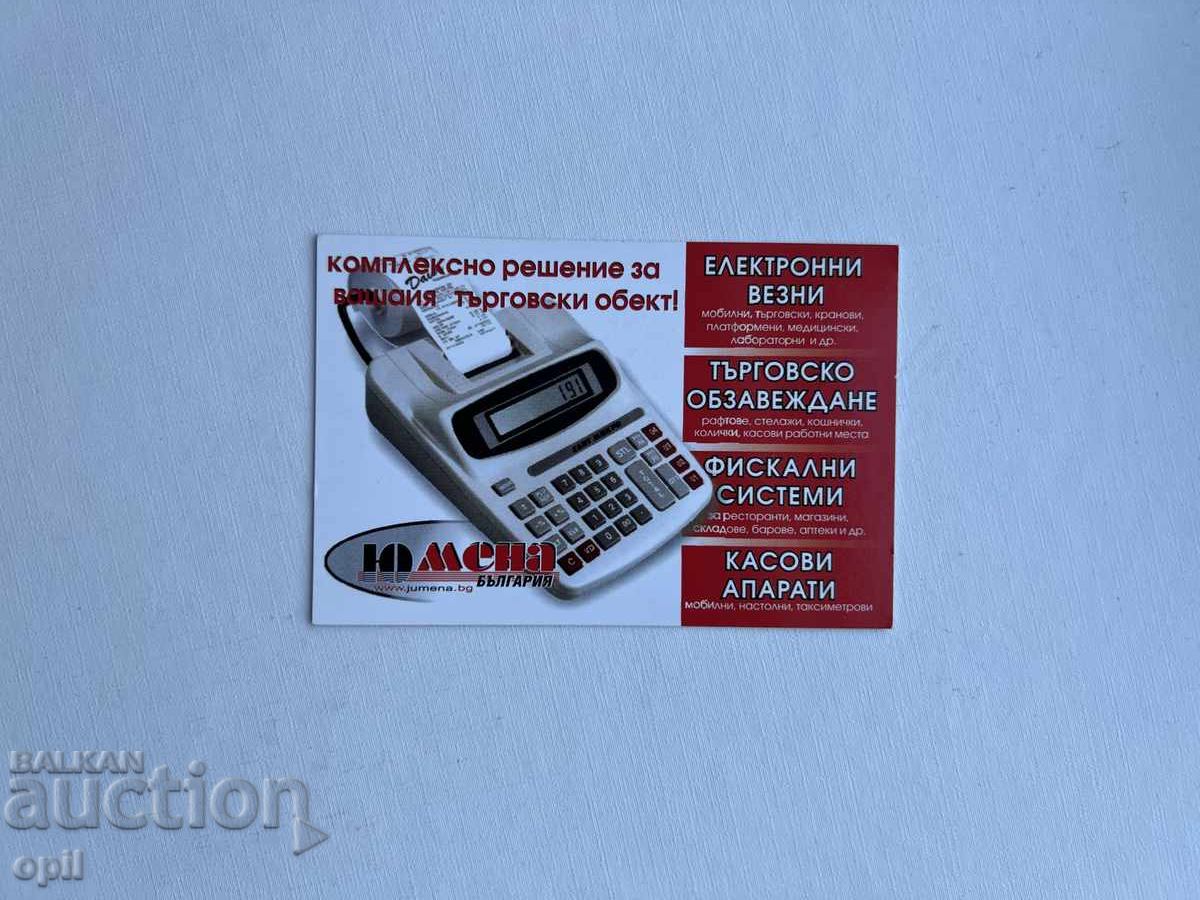 комплексно решение за
вашайя търговски обект!
ЕЛЕКТРОННИ
ВЕЗНИ
мобилни, търговски, кранови,
платформени, медицински.
лабораторни и др.
ТЪРГОВСКО
ОБЗАВЕЖДАНЕ
рафтове, стелажи, кошнички.
колички, касови работни места
ФИСКАЛНИ
СИСТЕМИ
за ресторанти, магазини,
складове, барове, аптеки и др.
КАСОВИ
АПАРАТИ
мобилни, настолни, таксиметрови
191
Юмена
БЪЛГАРИЯ
www.jumena.bg
BALKAN
auction
opil